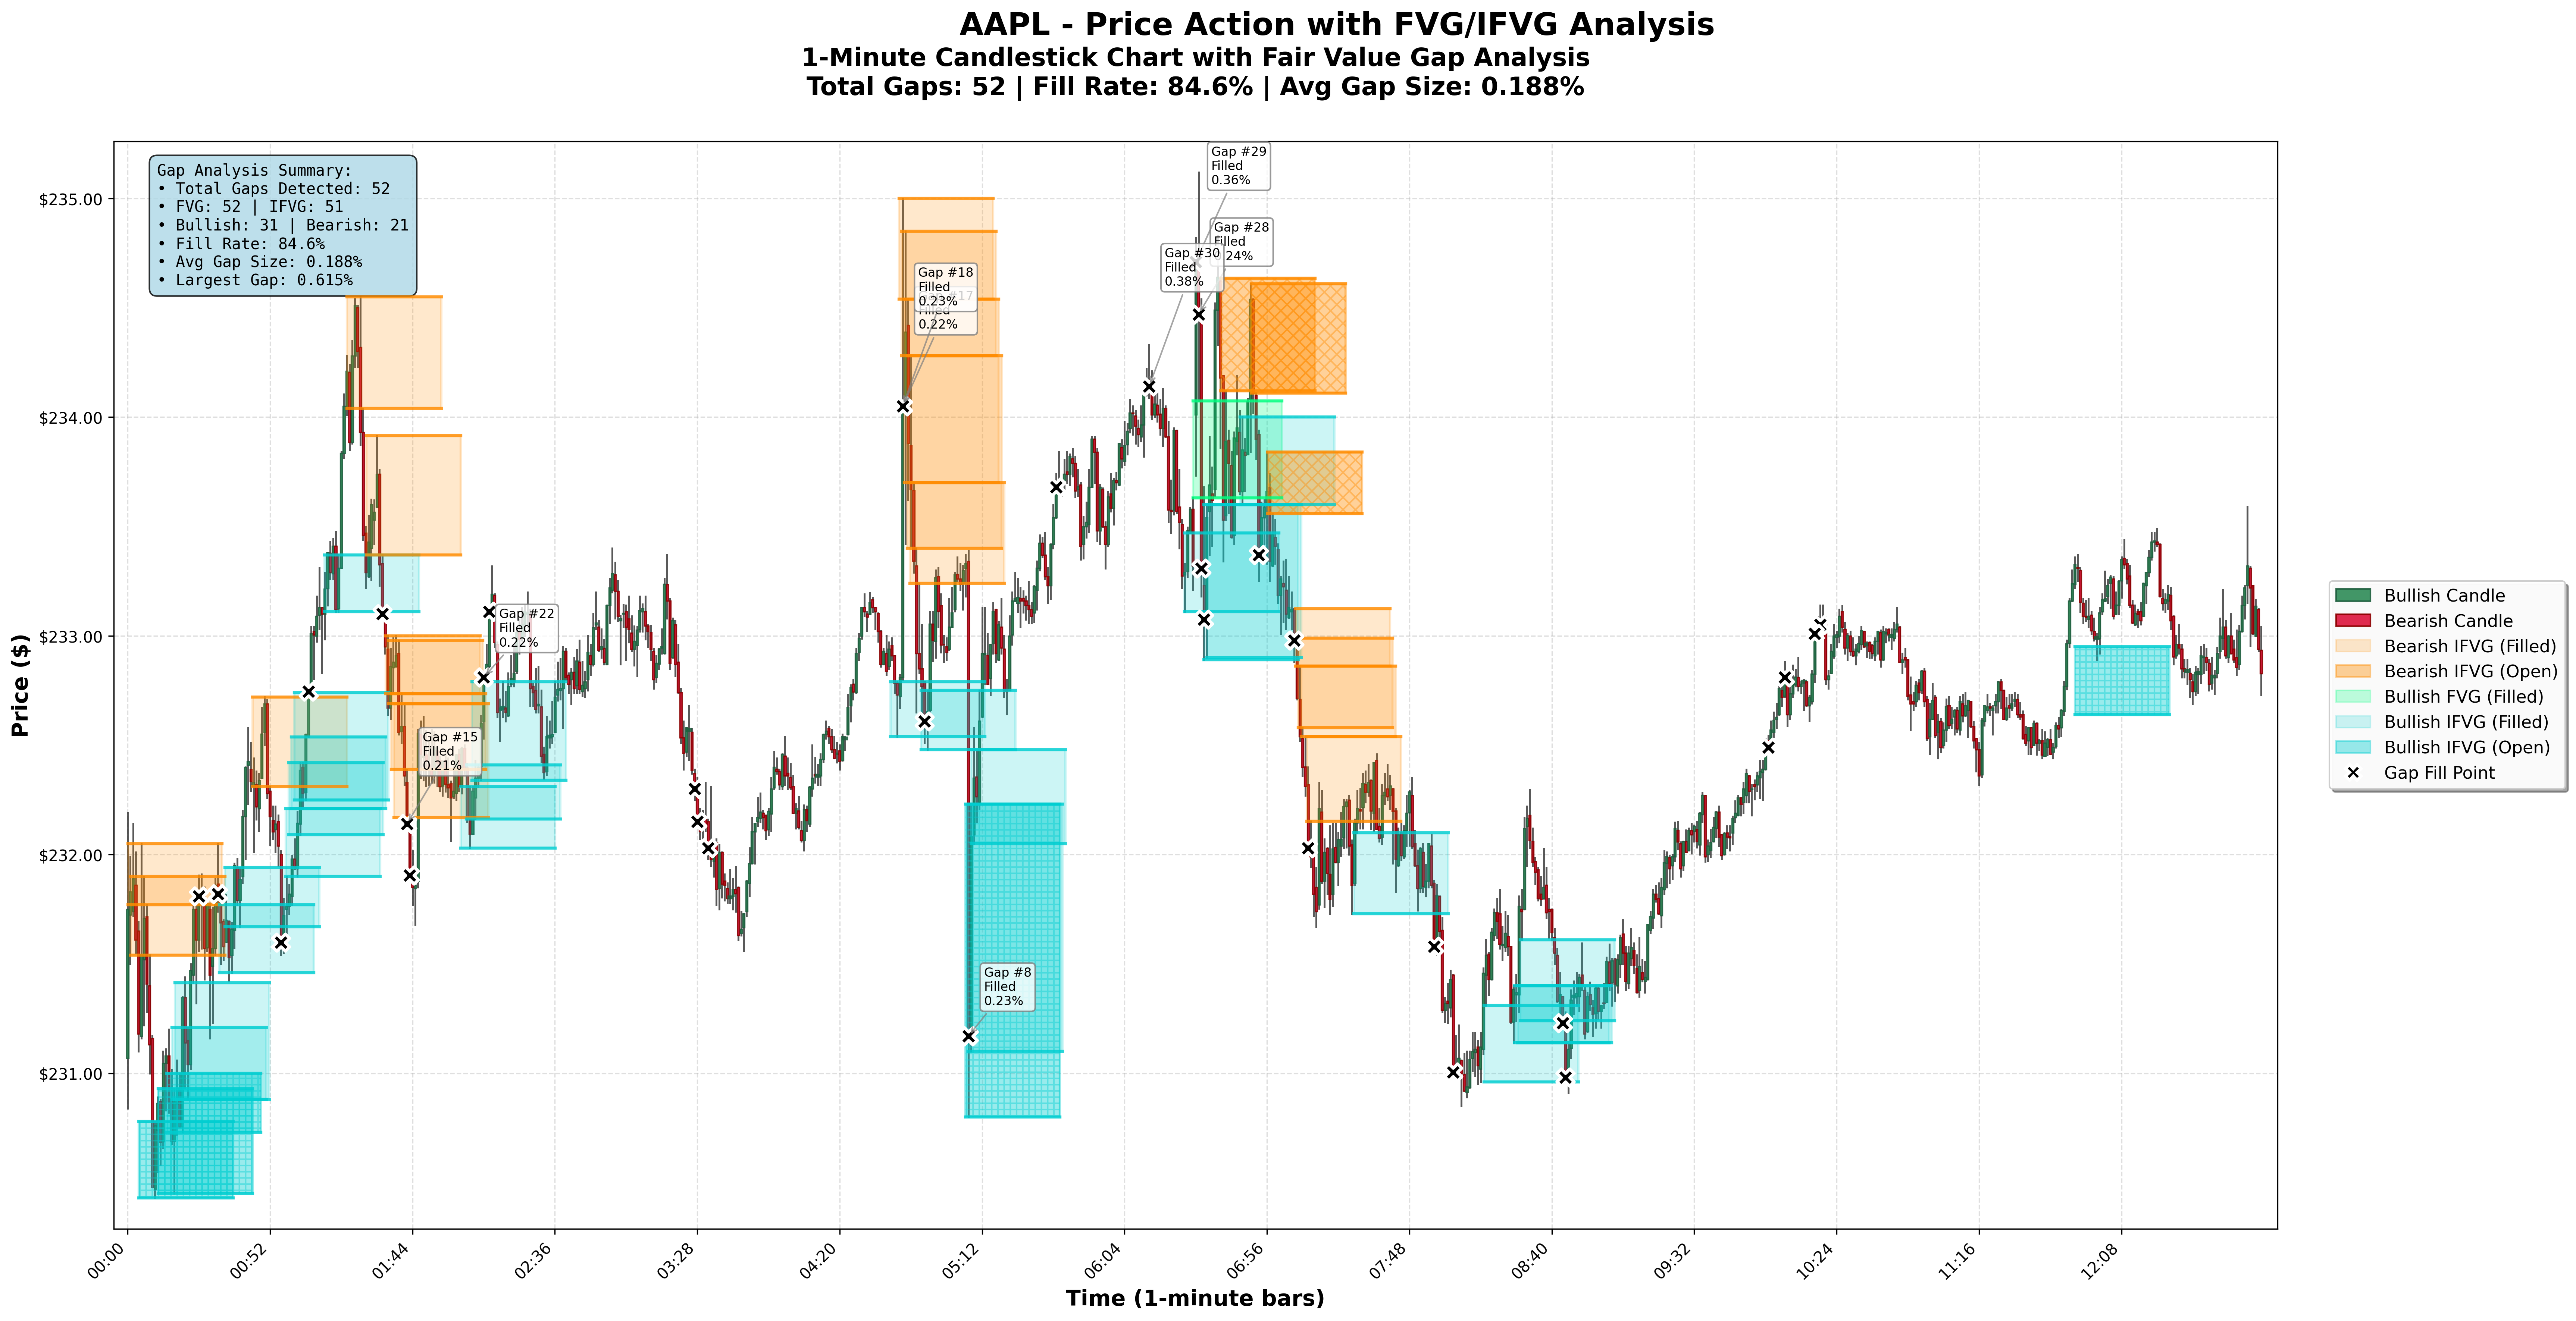 AAPL - Price Action with FVG/IFVG Analysis
1-Minute Candlestick Chart with Fair Value Gap Analysis
Total Gaps: 52 | Fill Rate: 84.6% | Avg Gap Size: 0.188%
Gap Analysis Summary:
• Total Gaps Detected: 52
• FVG: 52 | IFVG: 51
• Bullish: 31 | Bearish: 21
• Fill Rate: 84.6%
• Avg Gap Size: 0.188%
• Largest Gap: 0.615%
Gap #29
Filled
0.36%
Gap #28
Filled
24%
Gap #30
Filled
0.38%
Gap #18
Filled
0.23%
#17
Filled
0.22%
Gap #22
Filled
0.22%
Gap #15
Filled
0.21%
Gap #8
Filled
0.23%
Price ($)
$235.00
$234.00
$233.00
$232.00
$231.00
00:00
00:52
01:44
02:36
03:28
04:20
05:12
06:04
06:56
07:48
08:40
09:32
10:24
11:16
12:08
Time (1-minute bars)
Bullish Candle
Bearish Candle
Bearish IFVG (Filled)
Bearish IFVG (Open)
Bullish FVG (Filled)
Bullish IFVG (Filled)
Bullish IFVG (Open)
Gap Fill Point